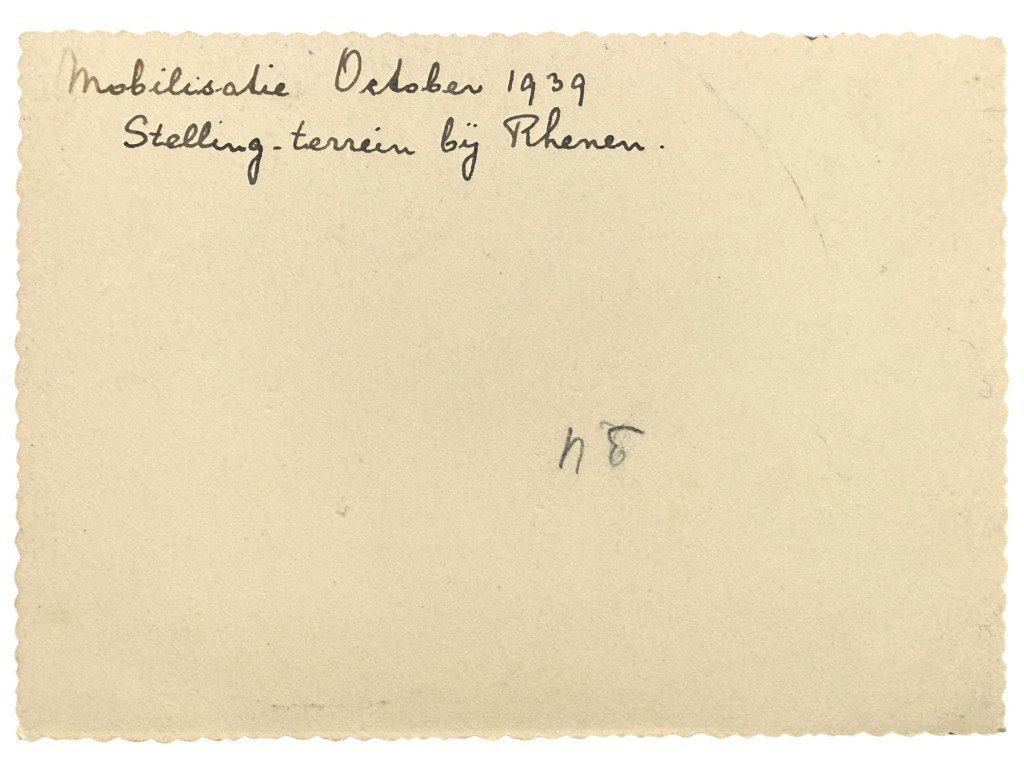 Mobilisatie October 1939
Stelling-terrein bij Rhenen.